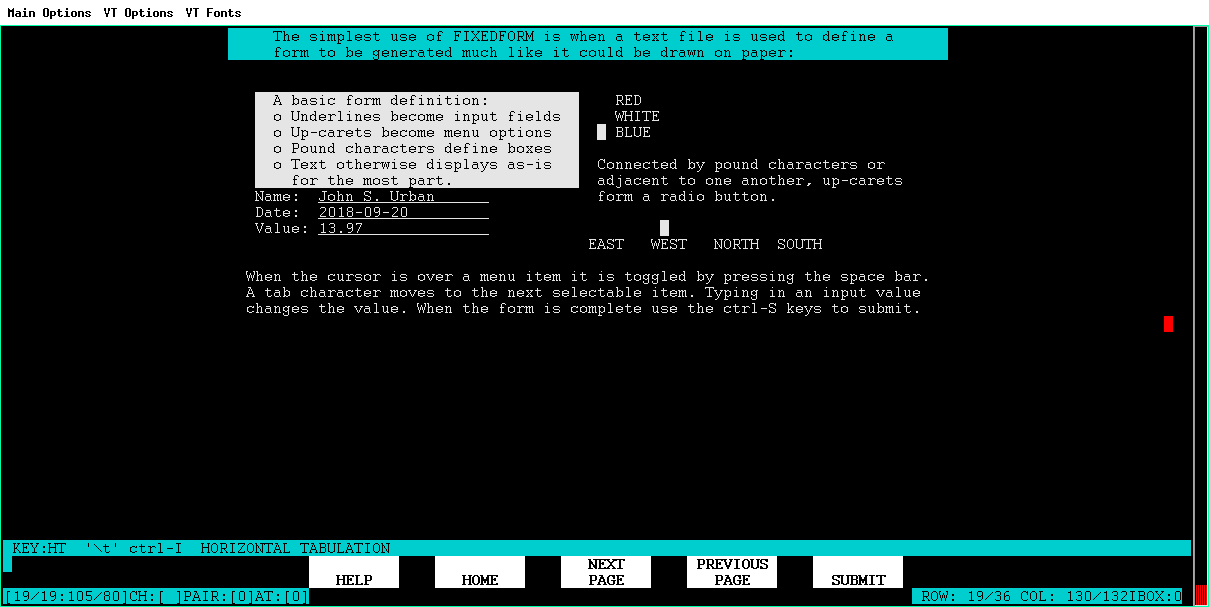 Main Options  VT Options  VT Fonts
The simplest use of FIXEDFORM is when a text file is used to define a
form to be generated much like it could be drawn on paper:
A basic form definition:
o Underlines become input fields
o Up-carets become menu options
o Pound characters define boxes
o Text otherwise displays as-is
for the most part.
RED
WHITE
BLUE
Connected by pound characters or
adjacent to one another, up-carets
form a radio button.
Name: John S. Urban
Date: 2018-09-20
Value: 13.97
EAST WEST NORTH SOUTH
When the cursor is over a menu item it is toggled by pressing the space bar.
A tab character moves to the next selectable item. Typing in an input value
changes the value. When the form is complete use the ctrl-S keys to submit.
KEY:HT '\t' ctrl-I HORIZONTAL TABULATION
HELP
HOME
NEXT
PAGE
PREVIOUS
PAGE
SUBMIT
[19/19:105/80]CH:[ ]PAIR:[0]AT:[0]
ROW: 19/36 COL: 130/132IBOX:0